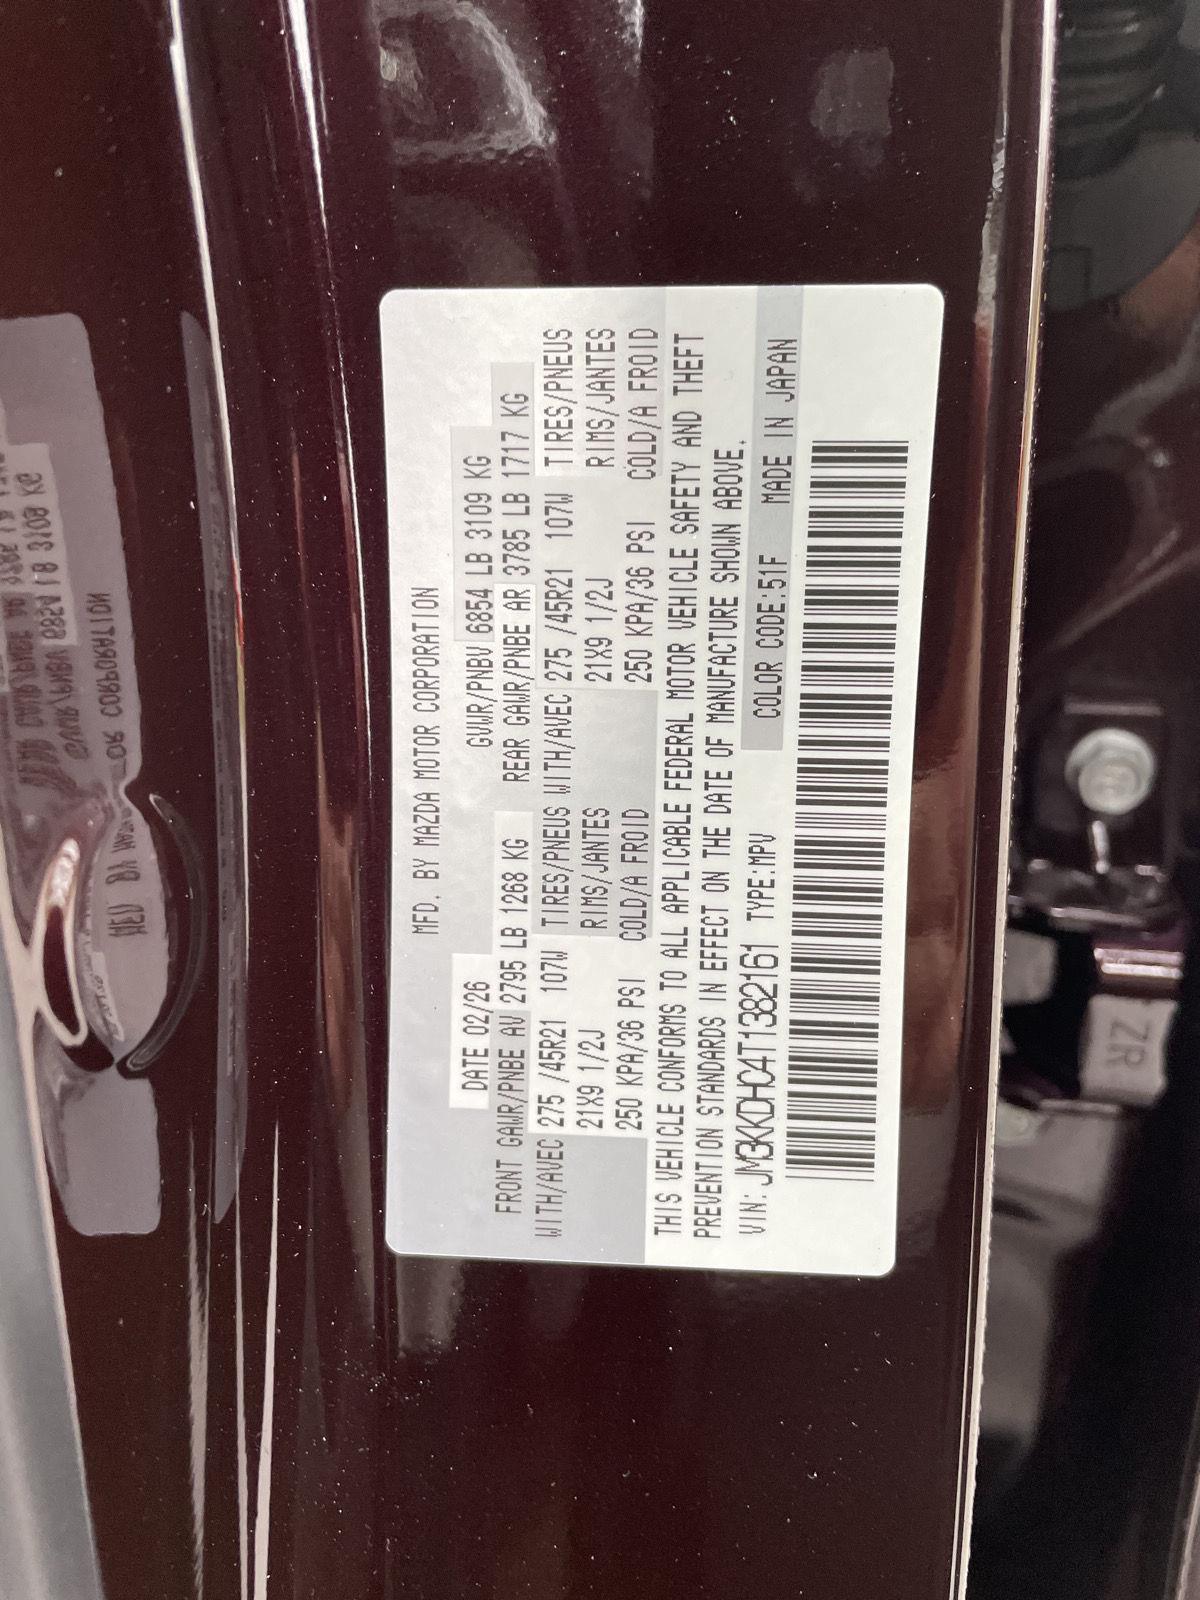 MFD. BY MAZDA MOTOR CORPORATION
DATE 02/26 GVWR/PNBV 6854 LB 3109 KG
FRONT GAWR/PNBE AV 2795 LB 1268 KG REAR GAWR/PNBE AR 3785 LB 1717 KG
WITH/AVEC 275 /45R21 107W TIRES/PNEUS WITH/AVEC 275 /45R21 107W TIRES/PNEUS
21X9 1/2J RIMS/JANTES 21X9 1/2J RIMS/JANTES
250 KPA/36 PSI COLD/A FROID 250 KPA/36 PSI COLD/A FROID
THIS VEHICLE CONFORMS TO ALL APPLICABLE FEDERAL MOTOR VEHICLE SAFETY AND THEFT
PREVENTION STANDARDS IN EFFECT ON THE DATE OF MANUFACTURE SHOWN ABOVE.
VIN: JM3KKDHC4T1382161 TYPE:MPV COLOR CODE:51F MADE IN JAPAN
ZR